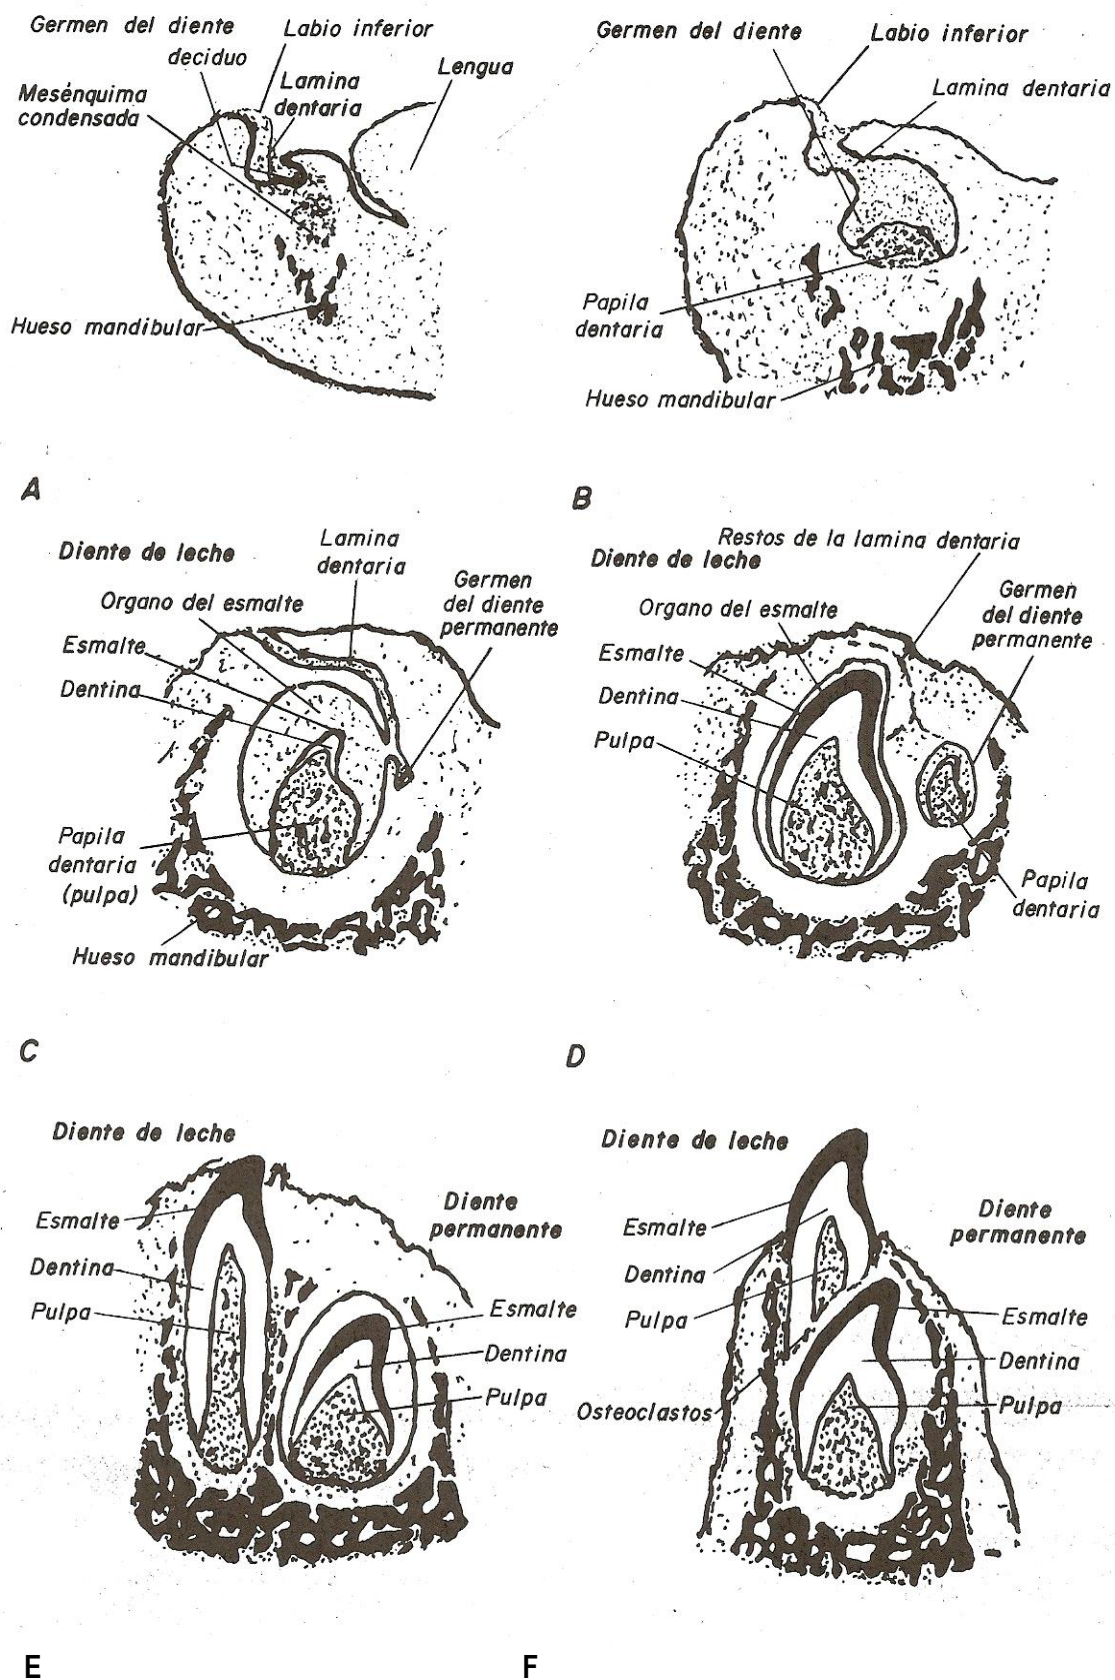 Germen del diente
deciduo
Labio inferior
Lengua
Mesénquima
condensada
Lamina
dentaria
Hueso mandibular
A
Germen del diente
Labio inferior
Lamina dentaria
Papila
dentaria
Hueso mandibular
B
Diente de leche
Lamina
dentaria
Organo del esmalte
Germen
del diente
permanente
Esmalte
Dentina
Papila
dentaria
(pulpa)
Hueso mandibular
C
Restos de la lamina dentaria
Diente de leche
Organo del esmalte
Germen
del diente
permanente
Esmalte
Dentina
Pulpa
Papila
dentaria
D
Diente de leche
Esmalte
Dentina
Pulpa
Diente
permanente
Esmalte
Dentina
Pulpa
E
Diente de leche
Esmalte
Dentina
Pulpa
Osteoclastos
Diente
permanente
Esmalte
Dentina
Pulpa
F